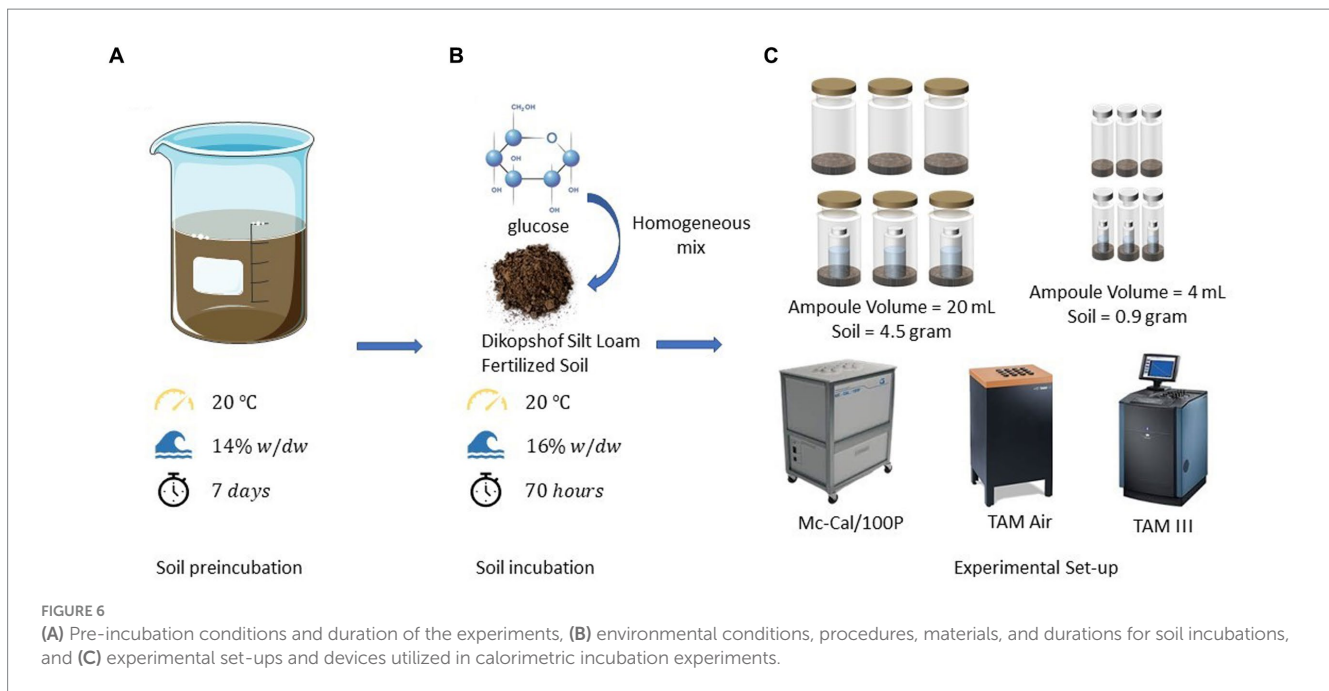 A
B
C
CH₂OH
O
OH
OH
OH
OH
OH
glucose
Homogeneous
mix
Dikopshof Silt Loam
Fertilized Soil
Ampoule Volume = 20 mL
Soil = 4.5 gram
Ampoule Volume = 4 mL
Soil = 0.9 gram
20 °C
14% w/dw
7 days
20 °C
16% w/dw
70 hours
Mc-Cal/100P
TAM Air
TAM III
Soil preincubation
Soil incubation
Experimental Set-up
FIGURE 6
(A) Pre-incubation conditions and duration of the experiments, (B) environmental conditions, procedures, materials, and durations for soil incubations,
and (C) experimental set-ups and devices utilized in calorimetric incubation experiments.